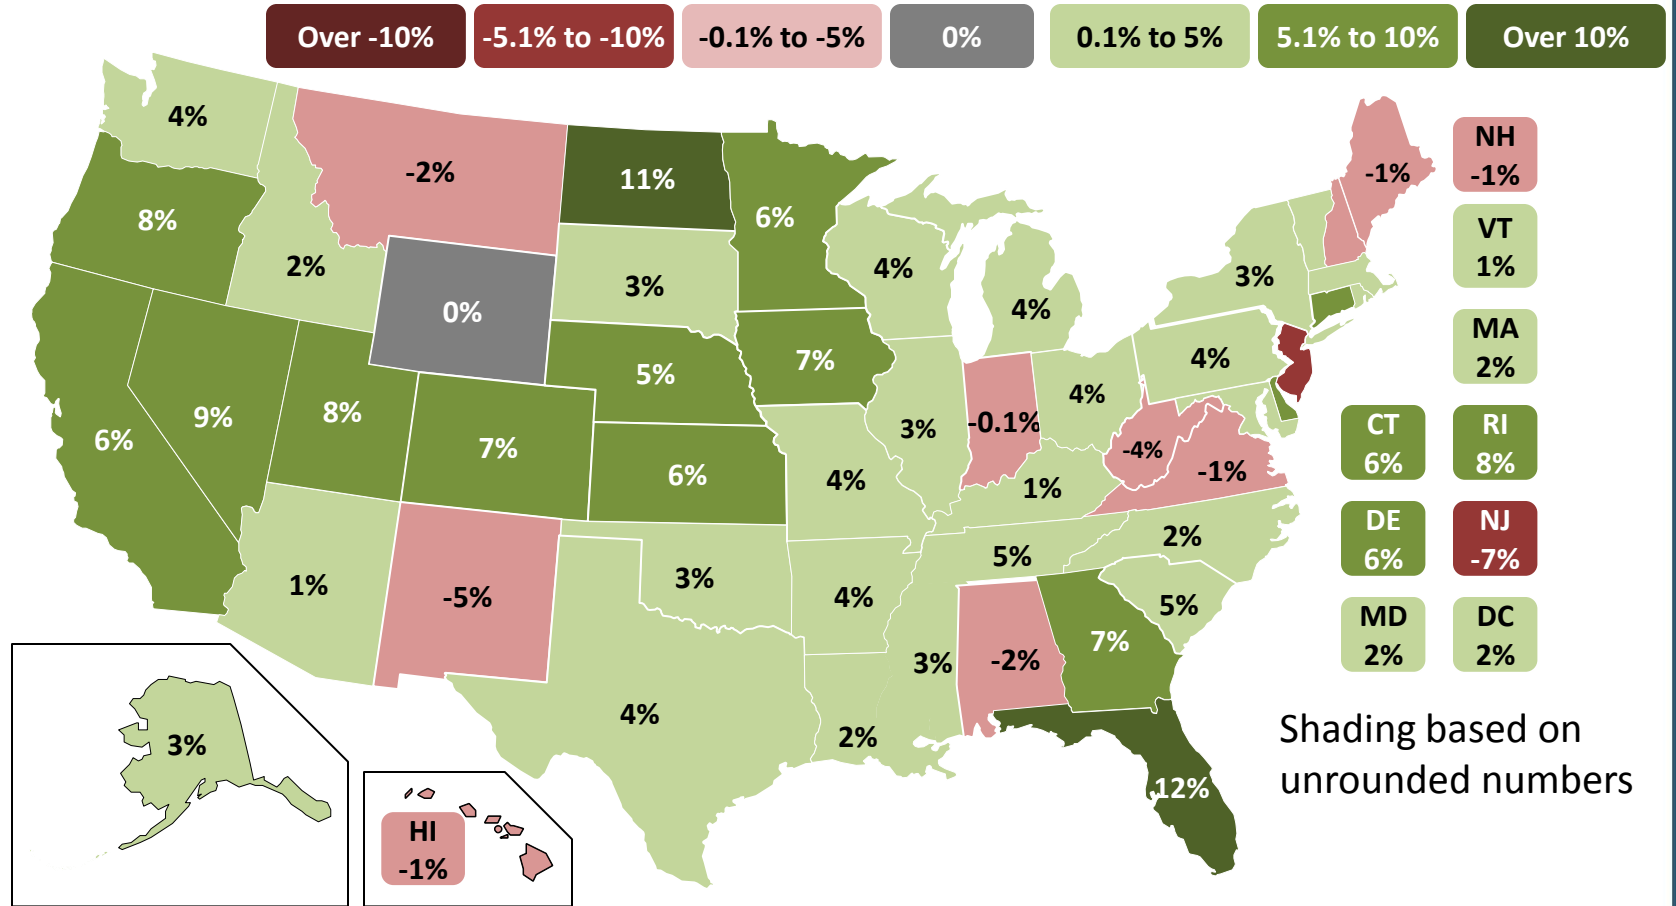 Over -10%
-5.1% to -10%
-0.1% to -5%
0%
0.1% to 5%
5.1% to 10%
Over 10%
4%
-2%
11%
6%
8%
2%
0%
3%
4%
4%
3%
-1%
NH
-1%
VT
1%
MA
2%
CT
6%
RI
8%
DE
6%
NJ
-7%
MD
2%
DC
2%
6%
9%
8%
7%
5%
7%
6%
4%
3%
-0.1%
4%
4%
-4%
-1%
1%
2%
5%
5%
1%
-5%
3%
4%
4%
2%
3%
-2%
7%
12%
3%
HI
-1%
Shading based on
unrounded numbers